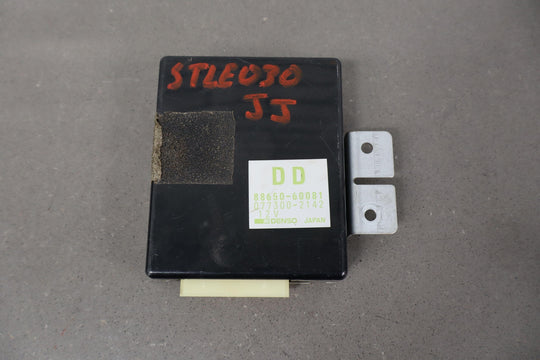 STLE030
JJ
DD
88650-60081
077300-2142
12V
DENSO JAPAN